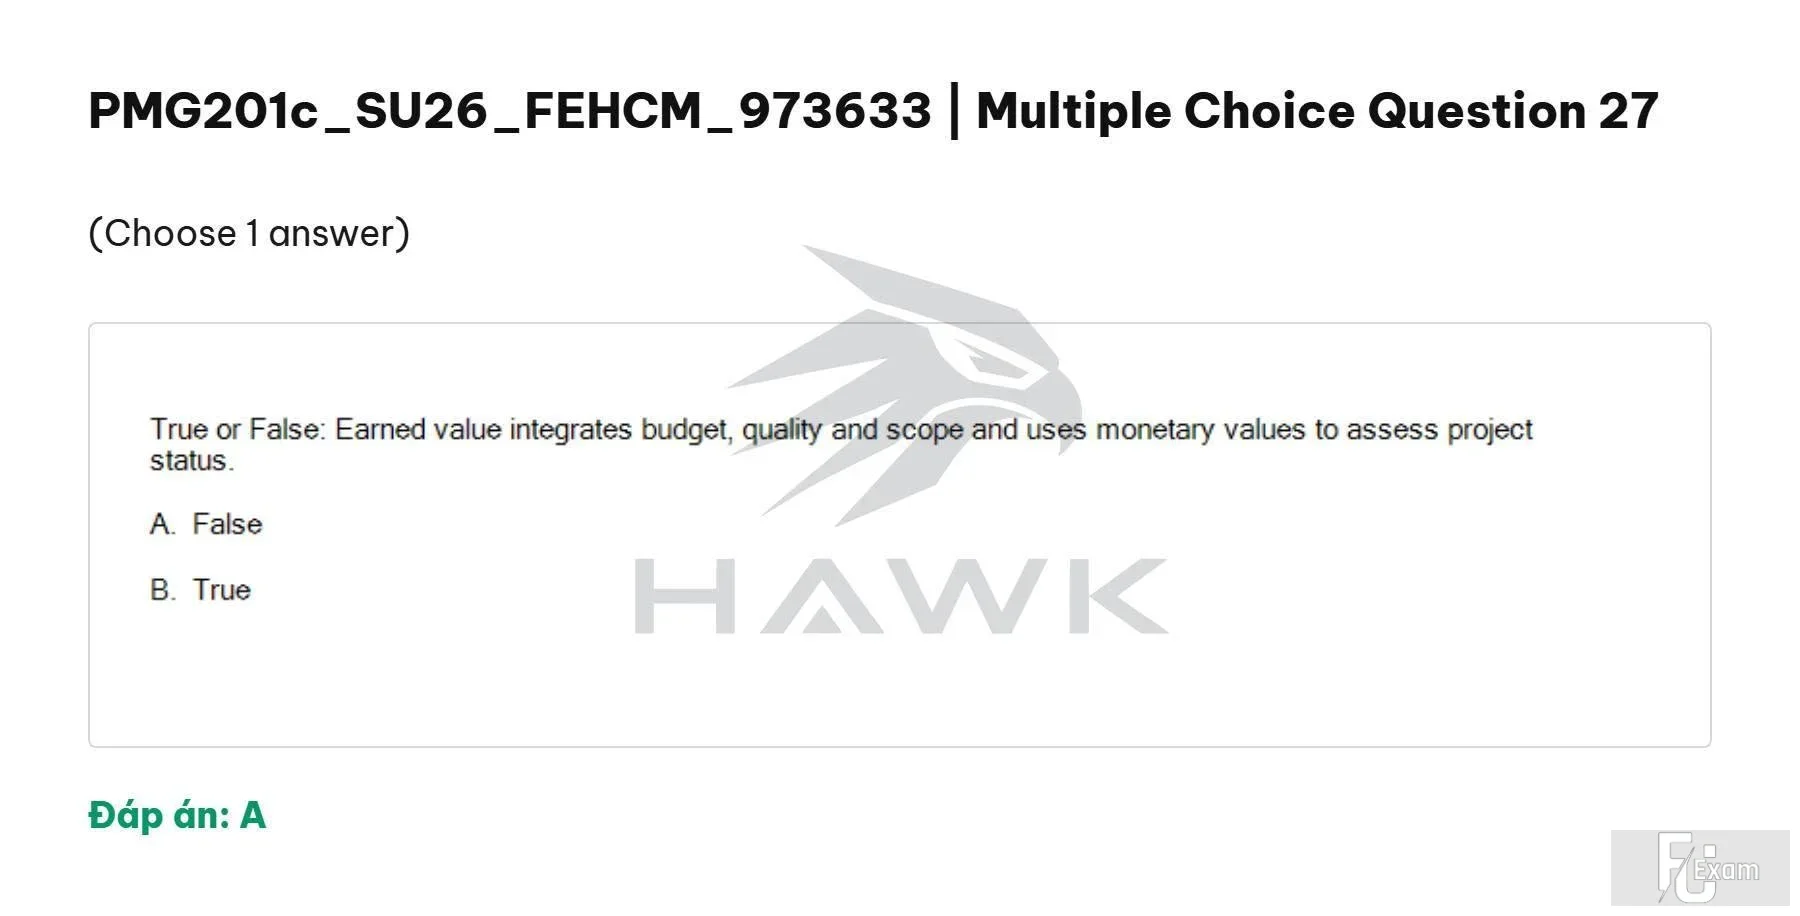 PMG201c_SU26_FEHCM_973633 | Multiple Choice Question 27
(Choose 1 answer)
True or False: Earned value integrates budget, quality and scope and uses monetary values to assess project
status.
A. False
B. True
HAWK
Đáp án: A
FU Exam